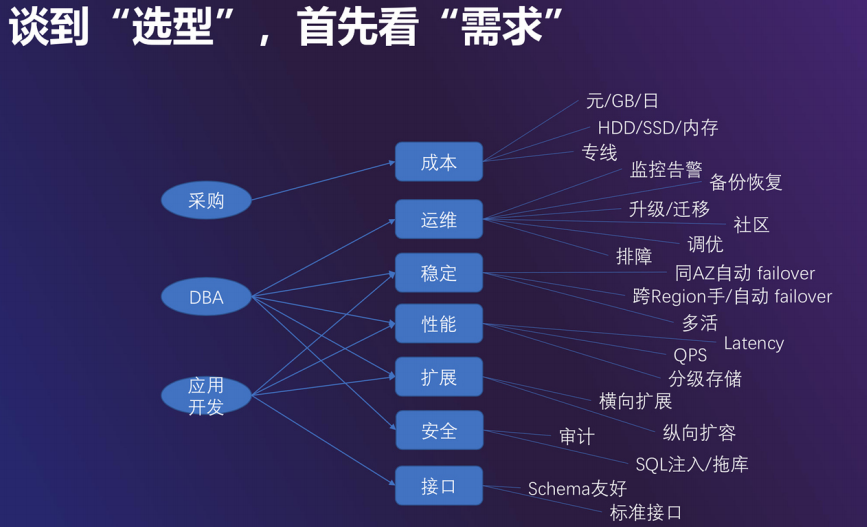 谈到“选型”，首先看“需求”
采购
DBA
应用
开发
成本
运维
稳定
性能
扩展
安全
接口
元/GB/日
HDD/SSD/内存
专线
监控告警
备份恢复
升级/迁移
社区
调优
排障
同AZ自动 failover
跨Region手/自动 failover
多活
Latency
QPS
分级存储
横向扩展
纵向扩容
审计
SQL注入/拖库
Schema友好
标准接口